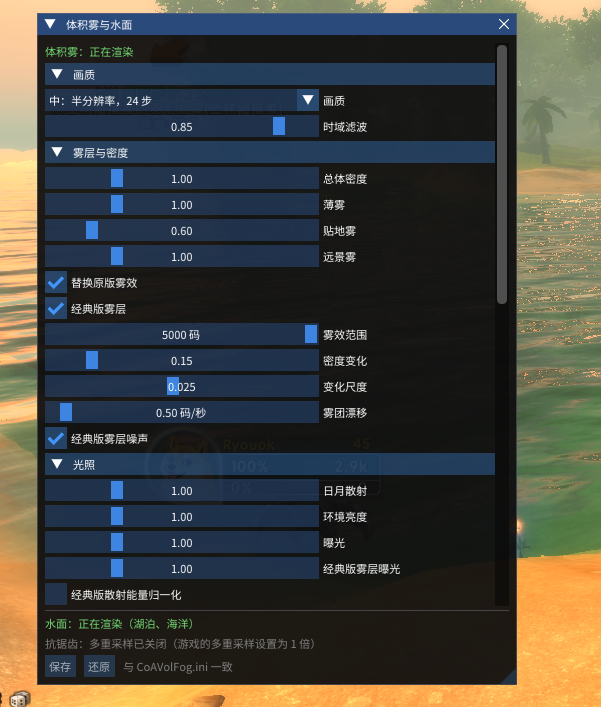 体积雾与水面
体积雾：正在渲染
画质
中：半分辨率，24 步 画质
0.85 时域滤波
雾层与密度
1.00 总体密度
1.00 薄雾
0.60 贴地雾
1.00 远景雾
替换原版雾效
经典版雾层
5000 码 雾效范围
0.15 密度变化
0.025 变化尺度
0.50 码/秒 雾团漂移
经典版雾层噪声
Ryouok 45
光照
100% 2.9k
0%
1.00 日月散射
1.00 环境亮度
1.00 曝光
1.00 经典版雾层曝光
经典版散射能量归一化
水面：正在渲染（湖泊、海洋）
抗锯齿：多重采样已关闭（游戏的多重采样设置为 1 倍）
保存 还原 与 CoAVolFog.ini 一致